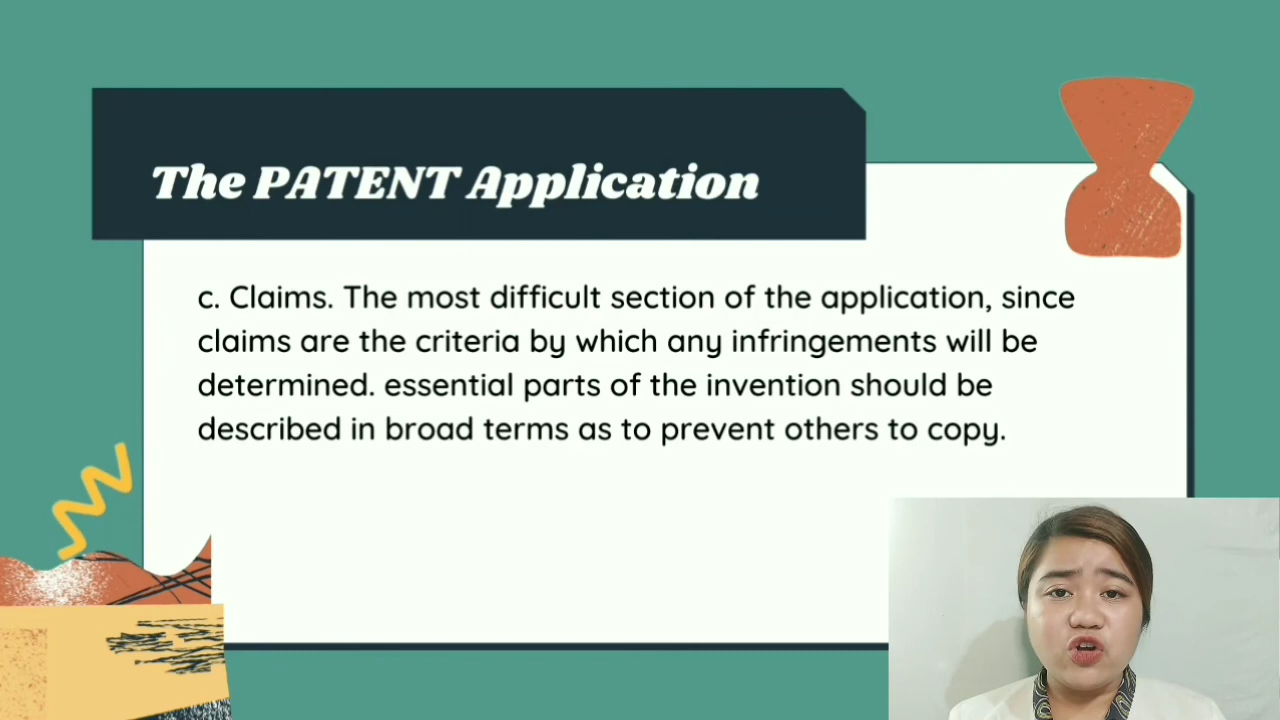 The PATENT Application
c. Claims. The most difficult section of the application, since
claims are the criteria by which any infringements will be
determined. essential parts of the invention should be
described in broad terms as to prevent others to copy.